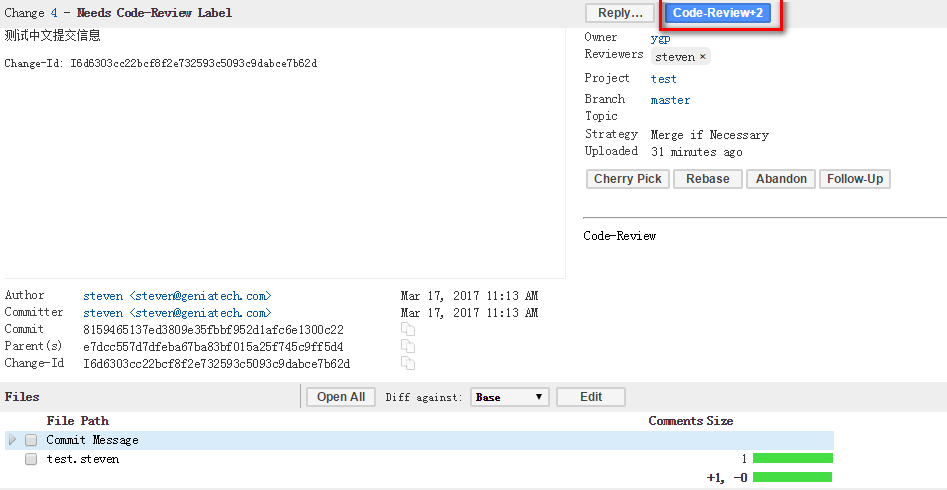 Change 4 - Needs Code-Review Label
Reply…
Code-Review+2
测试中文提交信息
Change-Id: I6d6303cc22bcf8f2e732593c5093c9dabce7b62d
Owner ygp
Reviewers steven ×
Project test
Branch master
Topic
Strategy Merge if Necessary
Uploaded 31 minutes ago
Cherry Pick Rebase Abandon Follow-Up
Code-Review
Author steven <steven@geniatech.com> Mar 17, 2017 11:13 AM
Committer steven <steven@geniatech.com> Mar 17, 2017 11:13 AM
Commit 8159465137ed3809e35fbbf952d1afc6e1300c22
Parent(s) e7dcc557d7dfeba67ba83bf015a25f745c9ff5d4
Change-Id I6d6303cc22bcf8f2e732593c5093c9dabce7b62d
Files Open All Diff against: Base Edit
File Path Comments Size
Commit Message
test.steven 1
+1, -0